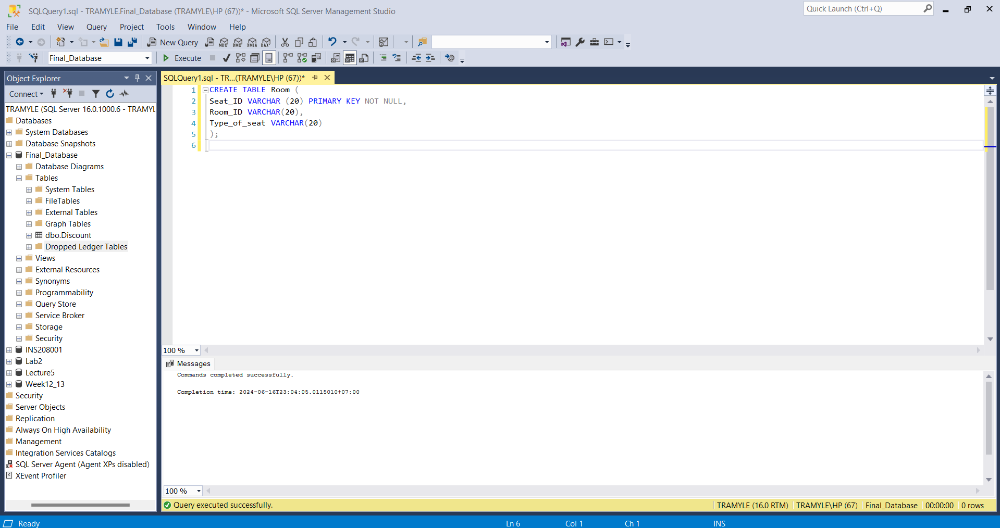 SQLQuery1.sql - TRAMYLE.Final_Database (TRAMYLE\HP (67))* - Microsoft SQL Server Management Studio
Quick Launch (Ctrl+Q)
File Edit View Query Project Tools Window Help
New Query MDX DMX XMLA DAX
Final_Database Execute
Object Explorer
Connect
TRAMYLE (SQL Server 16.0.1000.6 - TRAMYL
Databases
System Databases
Database Snapshots
Final_Database
Database Diagrams
Tables
System Tables
FileTables
External Tables
Graph Tables
dbo.Discount
Dropped Ledger Tables
Views
External Resources
Synonyms
Programmability
Query Store
Service Broker
Storage
Security
INS208001
Lab2
Lecture5
Week12_13
Security
Server Objects
Replication
Always On High Availability
Management
Integration Services Catalogs
SQL Server Agent (Agent XPs disabled)
XEvent Profiler
SQLQuery1.sql - TR...(TRAMYLE\HP (67))*
1 CREATE TABLE Room (
2 Seat_ID VARCHAR (20) PRIMARY KEY NOT NULL,
3 Room_ID VARCHAR(20),
4 Type_of_seat VARCHAR(20)
5 );
6
100 %
Messages
Commands completed successfully.
Completion time: 2024-06-16T23:04:05.0115010+07:00
100 %
Query executed successfully. TRAMYLE (16.0 RTM) TRAMYLE\HP (67) Final_Database 00:00:00 0 rows
Ready Ln 6 Col 1 Ch 1 INS